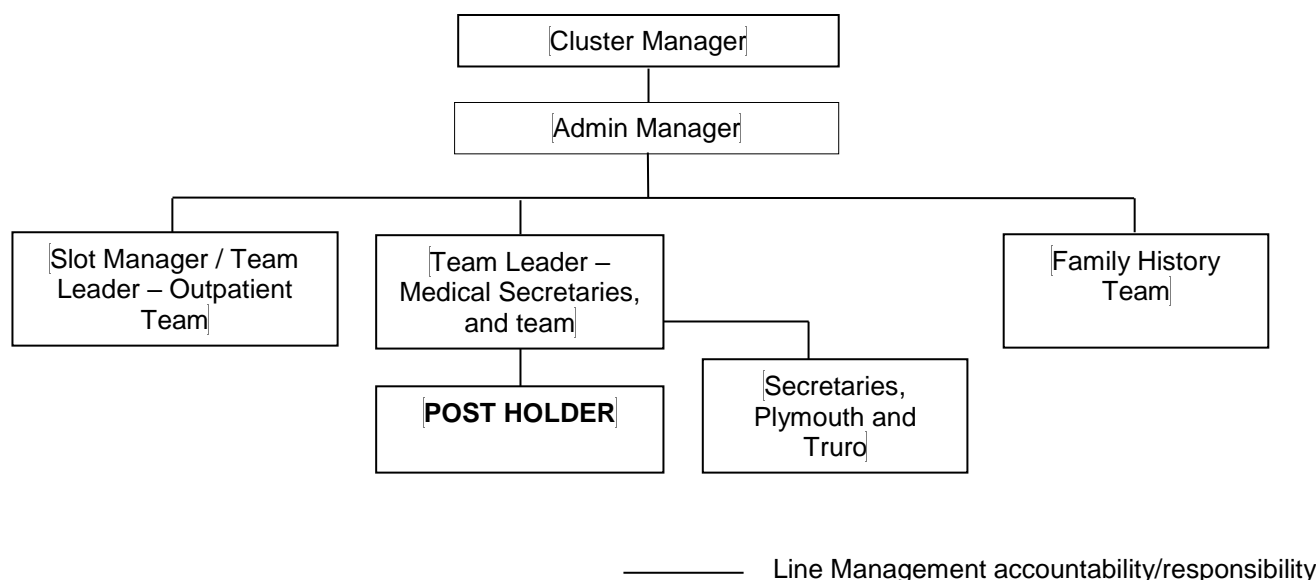 Cluster Manager
Admin Manager
Slot Manager / Team
Leader – Outpatient
Team
Team Leader –
Medical Secretaries,
and team
Family History
Team
POST HOLDER
Secretaries,
Plymouth and
Truro
Line Management accountability/responsibility